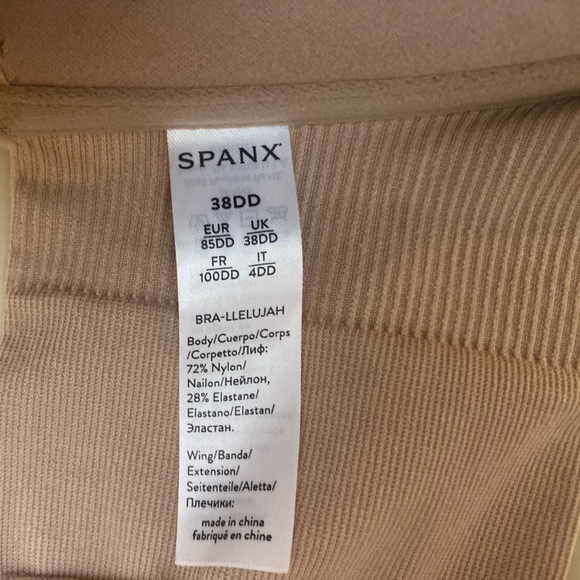 SPANX
38DD
EUR UK
85DD 38DD
FR IT
100DD 4DD
BRA-LLELUJAH
Body/Cuerpo/Corps
/Corpetto/Лиф:
72% Nylon/
Nailon/Нейлон,
28% Elastane/
Elastano/Elastan/
Эластан.
Wing/Banda/
Extension/
Seitenteile/Aletta/
Плечики:
made in china
fabriqué en chine